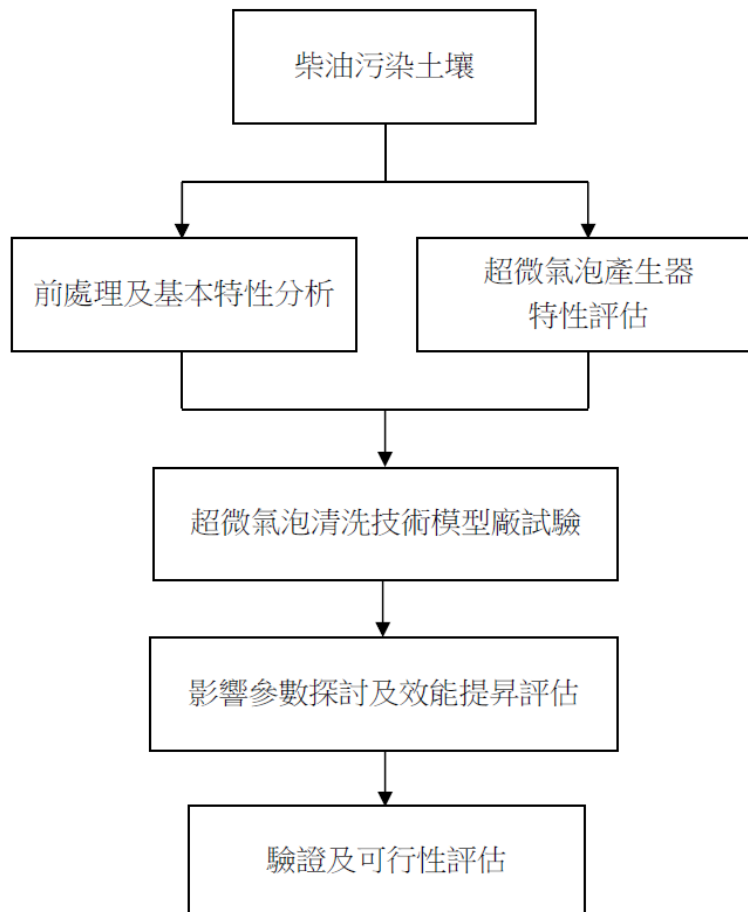 柴油污染土壤
前處理及基本特性分析
超微氣泡產生器
特性評估
超微氣泡清洗技術模型廠試驗
影響參數探討及效能提昇評估
驗證及可行性評估